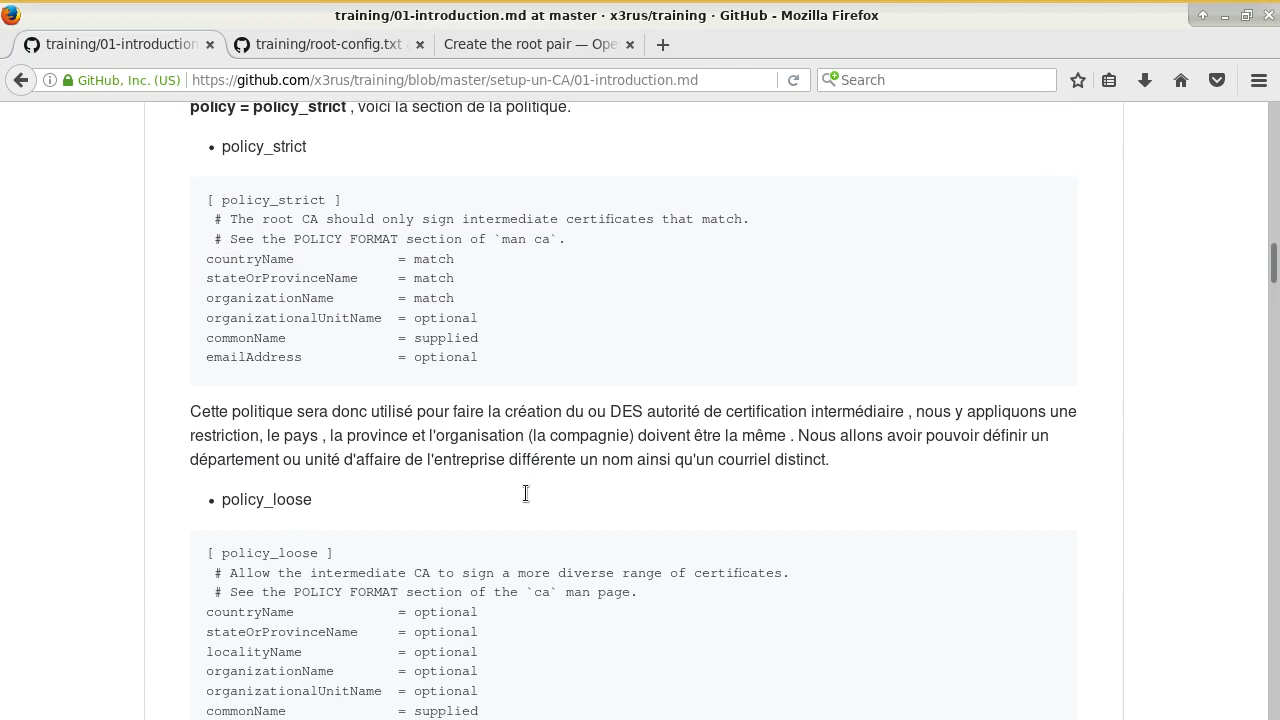 training/01-introduction.md at master · x3rus/training · GitHub - Mozilla Firefox
training/01-introduction
training/root-config.txt
Create the root pair — Ope
GitHub, Inc. (US)
https://github.com/x3rus/training/blob/master/setup-un-CA/01-introduction.md
Search
policy = policy_strict , voici la section de la politique.
• policy_strict
[ policy_strict ]
# The root CA should only sign intermediate certificates that match.
# See the POLICY FORMAT section of `man ca`.
countryName = match
stateOrProvinceName = match
organizationName = match
organizationalUnitName = optional
commonName = supplied
emailAddress = optional
Cette politique sera donc utilisé pour faire la création du ou DES autorité de certification intermédiaire , nous y appliquons une
restriction, le pays , la province et l'organisation (la compagnie) doivent être la même . Nous allons avoir pouvoir définir un
département ou unité d'affaire de l'entreprise différente un nom ainsi qu'un courriel distinct.
• policy_loose
[ policy_loose ]
# Allow the intermediate CA to sign a more diverse range of certificates.
# See the POLICY FORMAT section of the `ca` man page.
countryName = optional
stateOrProvinceName = optional
localityName = optional
organizationName = optional
organizationalUnitName = optional
commonName = supplied